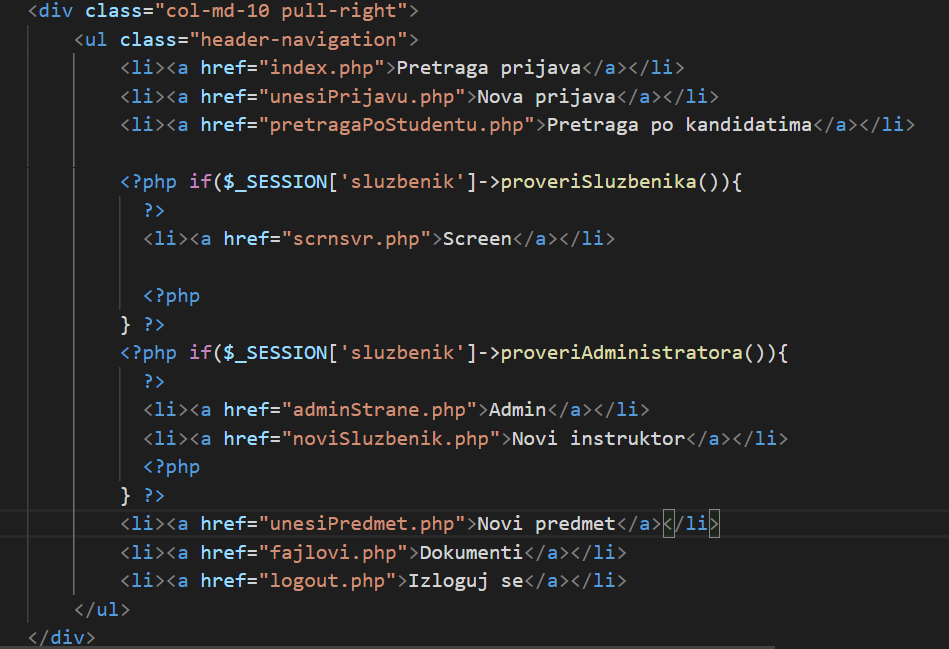 <div class="col-md-10 pull-right">
<ul class="header-navigation">
<li><a href="index.php">Pretraga prijava</a></li>
<li><a href="unesiPrijavu.php">Nova prijava</a></li>
<li><a href="pretragaPoStudentu.php">Pretraga po kandidatima</a></li>
<?php if($_SESSION['sluzbenik']->proveriSluzbenika()){
?>
<li><a href="scrnsvr.php">Screen</a></li>
<?php
} ?>
<?php if($_SESSION['sluzbenik']->proveriAdministratora()){
?>
<li><a href="adminStrane.php">Admin</a></li>
<li><a href="noviSluzbenik.php">Novi instruktor</a></li>
<?php
} ?>
<li><a href="unesiPredmet.php">Novi predmet</a></li>
<li><a href="fajlovi.php">Dokumenti</a></li>
<li><a href="logout.php">Izloguj se</a></li>
</ul>
</div>